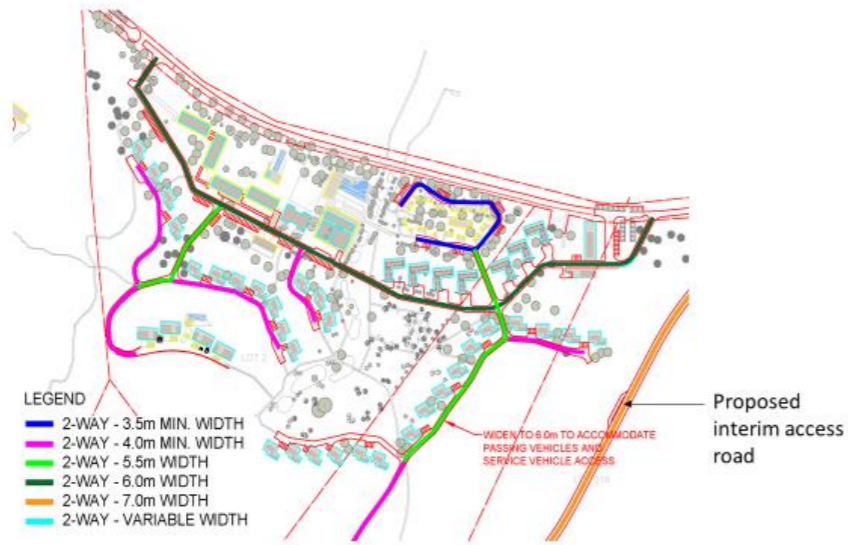 LOT 2
LEGEND
2-WAY - 3.5m MIN. WIDTH
2-WAY - 4.0m MIN. WIDTH
2-WAY - 5.5m WIDTH
2-WAY - 6.0m WIDTH
2-WAY - 7.0m WIDTH
2-WAY - VARIABLE WIDTH
WIDEN TO 6.0m TO ACCOMMODATE
PASSING VEHICLES AND
SERVICE VEHICLE ACCESS
Proposed
interim access
road